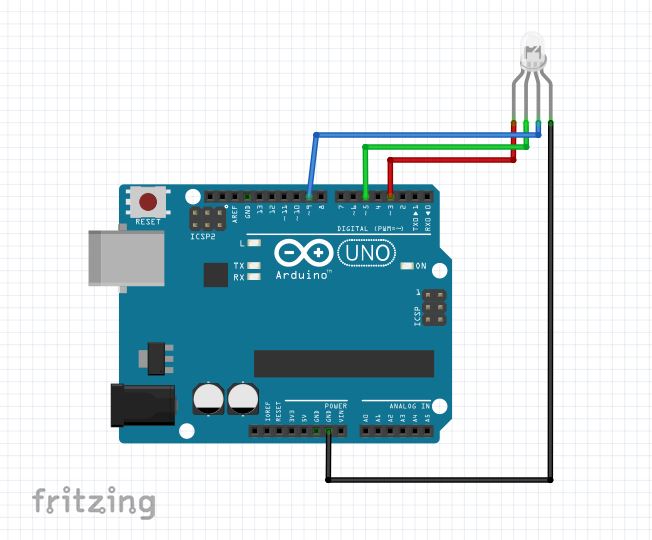 RESET
ICSP2
AREF
GND
13
12
~11
~10
~9
8
7
~6
~5
4
~3
2
TXO▶1
RXO◀0
DIGITAL (PWM=~)
L
TX
RX
Arduino™
UNO
ON
1
ICSP
IOREF
RESET
3V3
5V
GND
GND
VIN
POWER
A0
A1
A2
A3
A4
A5
ANALOG IN
fritzing